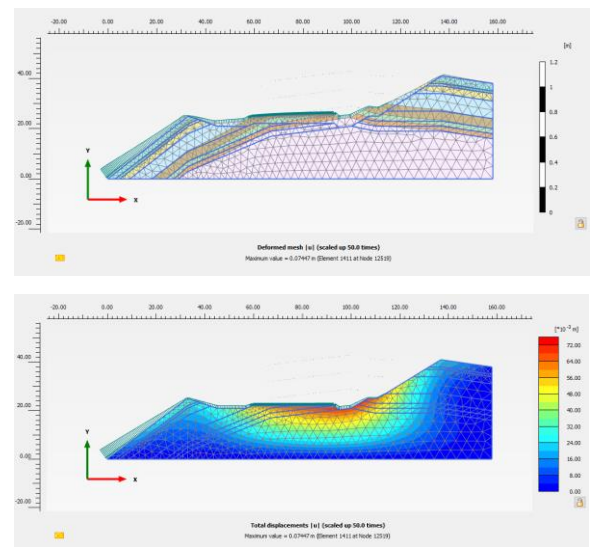 -20.00 0.00 20.00 40.00 60.00 80.00 100.00 120.00 140.00 160.00
[m]
40.00
20.00
0.00
-20.00
Y
X
1.2
1
0.8
0.6
0.4
0.2
0
Deformed mesh |u| (scaled up 50.0 times)
Maximum value = 0.07447 m (Element 1411 at Node 12519)
-20.00 0.00 20.00 40.00 60.00 80.00 100.00 120.00 140.00 160.00
[*10⁻³ m]
40.00
20.00
0.00
-20.00
Y
X
72.00
64.00
56.00
48.00
40.00
32.00
24.00
16.00
8.00
0.00
Total displacements |u| (scaled up 50.0 times)
Maximum value = 0.07447 m (Element 1411 at Node 12519)